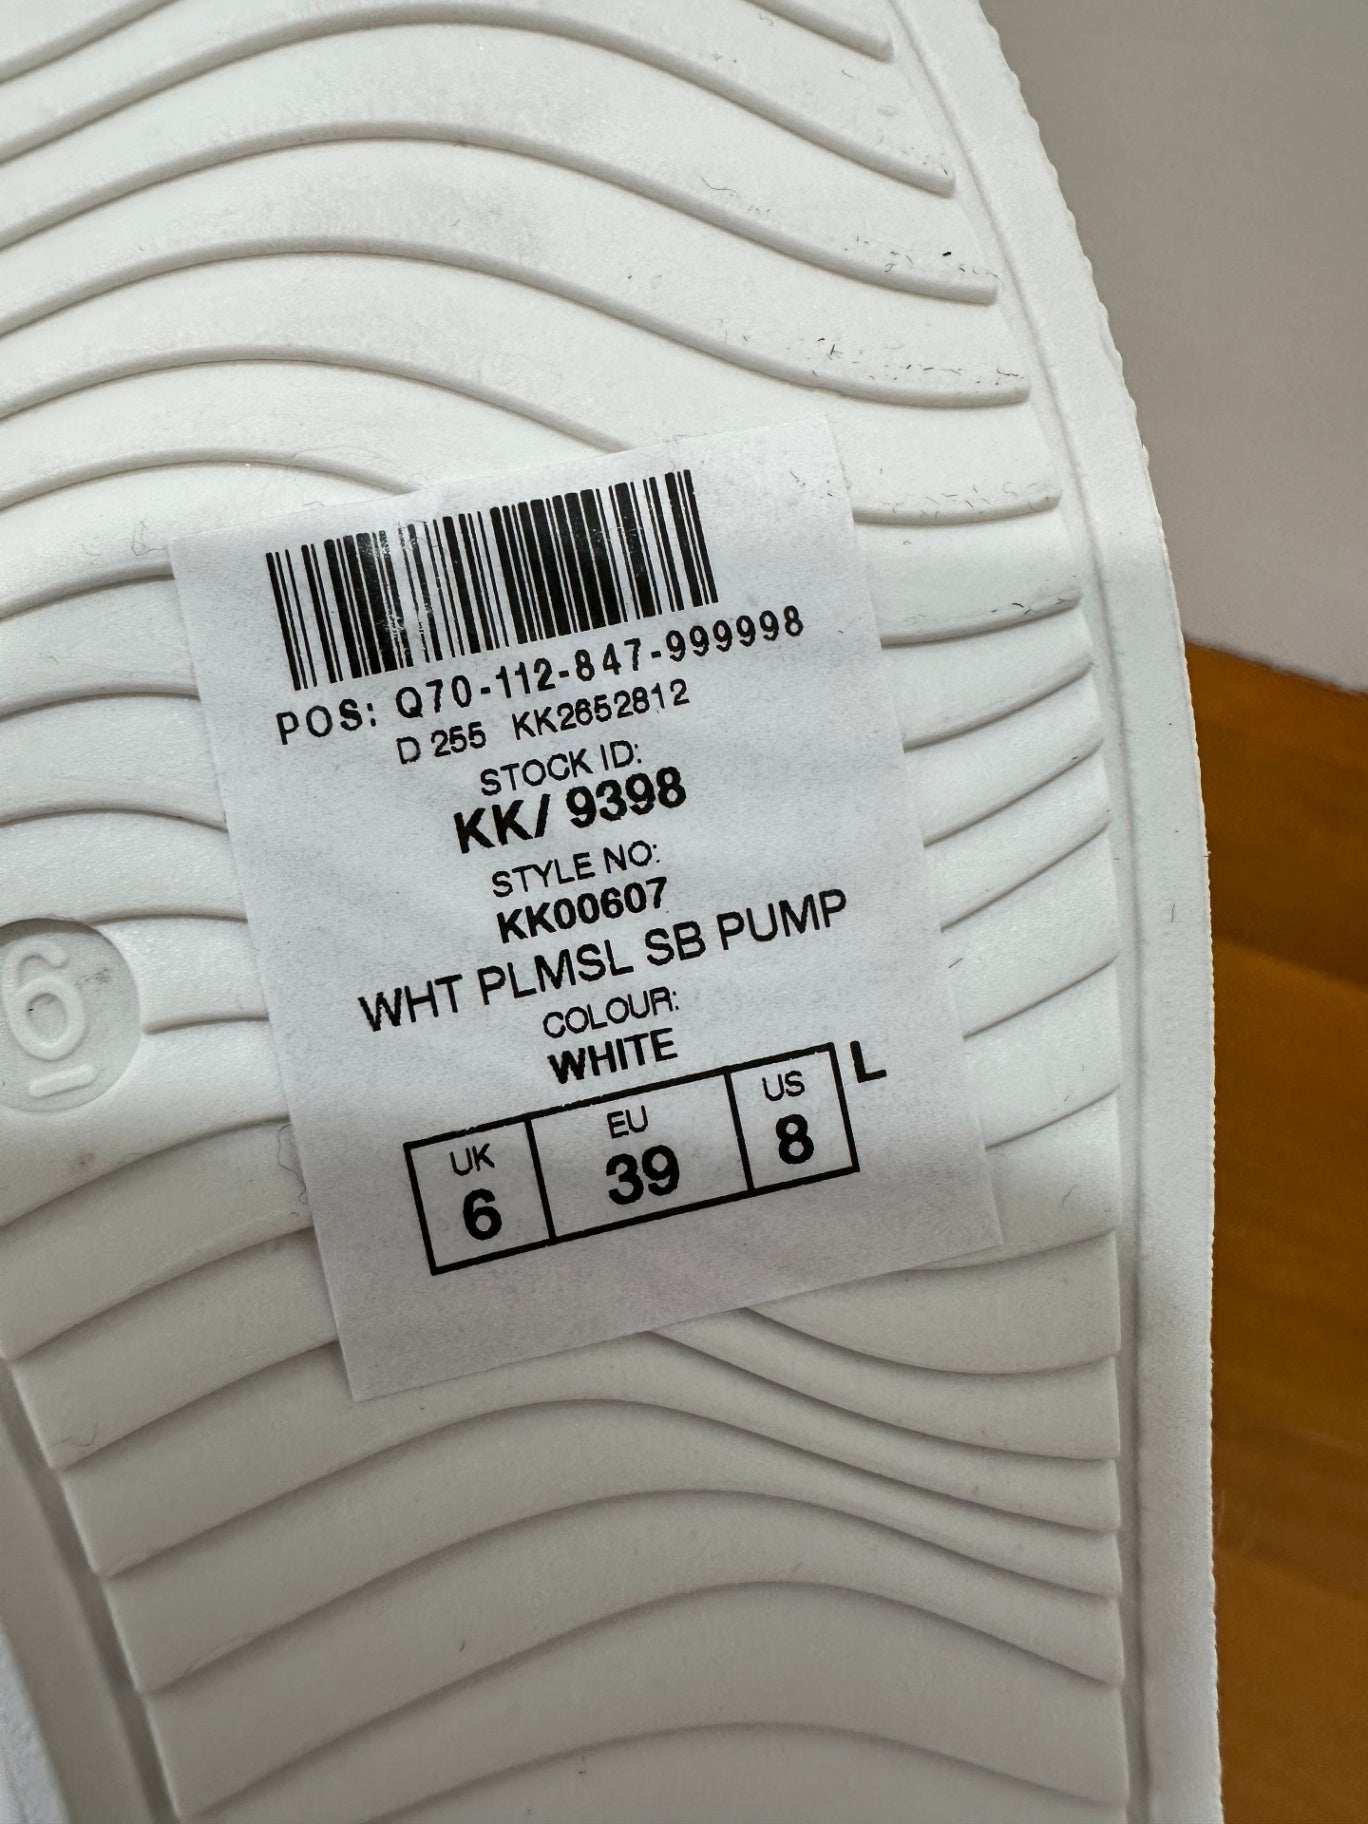 POS: Q70-112-847-999998
D 255 KK2652812
STOCK ID:
KK/ 9398
STYLE NO:
KK00607
WHT PLMSL SB PUMP
COLOUR:
WHITE
UK EU US L
6 39 8
6